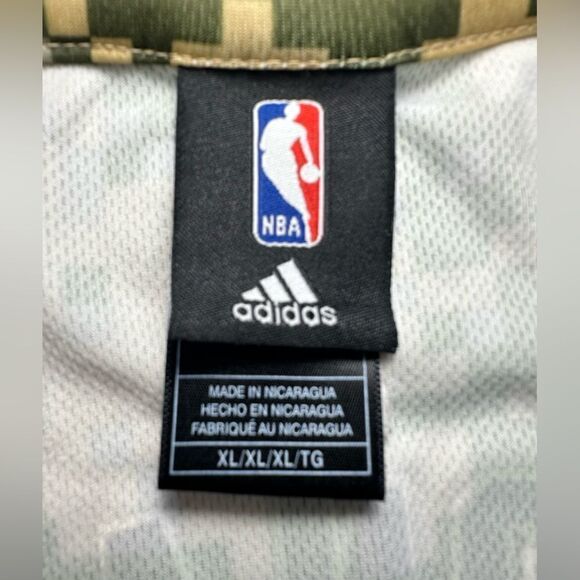 NBA
adidas
MADE IN NICARAGUA
HECHO EN NICARAGUA
FABRIQUÉ AU NICARAGUA
XL/XL/XL/TG